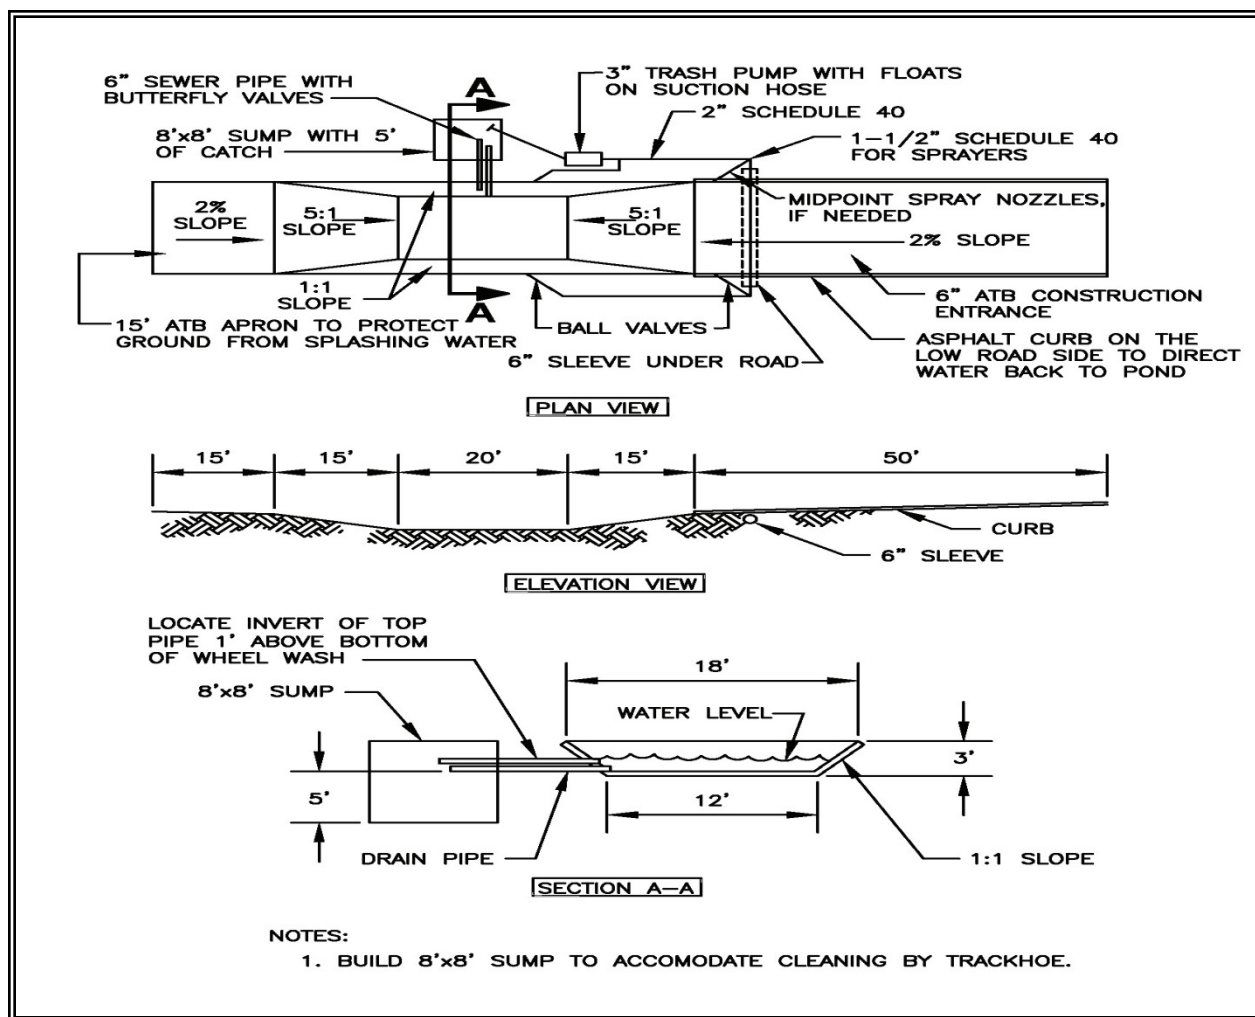 6" SEWER PIPE WITH
BUTTERFLY VALVES
A
3" TRASH PUMP WITH FLOATS
ON SUCTION HOSE
2" SCHEDULE 40
8'x8' SUMP WITH 5'
OF CATCH
1-1/2" SCHEDULE 40
FOR SPRAYERS
2%
SLOPE
5:1
SLOPE
5:1
SLOPE
MIDPOINT SPRAY NOZZLES,
IF NEEDED
2% SLOPE
1:1
SLOPE
A
15' ATB APRON TO PROTECT
GROUND FROM SPLASHING WATER
BALL VALVES
6" SLEEVE UNDER ROAD
6" ATB CONSTRUCTION
ENTRANCE
ASPHALT CURB ON THE
LOW ROAD SIDE TO DIRECT
WATER BACK TO POND
PLAN VIEW
15'
15'
20'
15'
50'
CURB
6" SLEEVE
ELEVATION VIEW
LOCATE INVERT OF TOP
PIPE 1' ABOVE BOTTOM
OF WHEEL WASH
8'x8' SUMP
18'
WATER LEVEL
3'
5'
12'
DRAIN PIPE
1:1 SLOPE
SECTION A-A
NOTES:
1. BUILD 8'x8' SUMP TO ACCOMODATE CLEANING BY TRACKHOE.